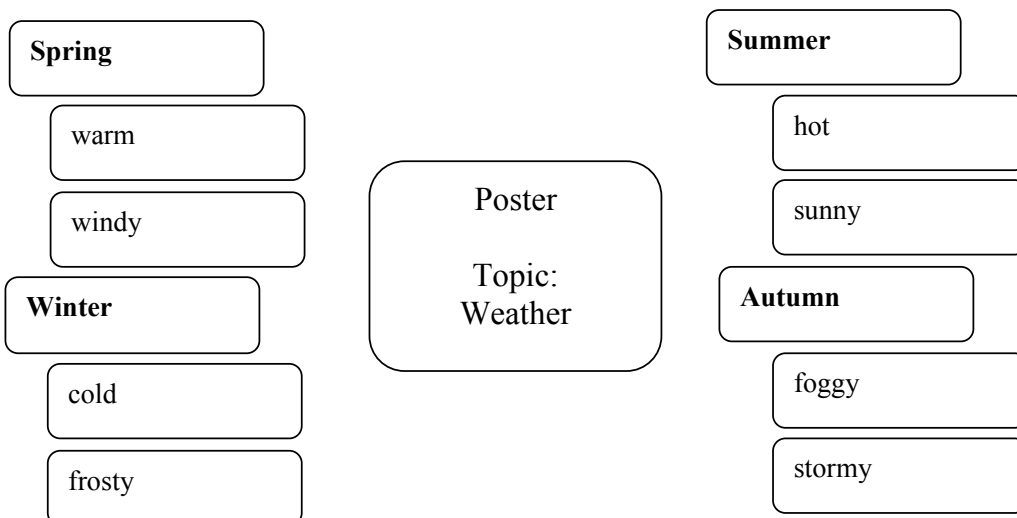 Spring
warm
windy
Winter
cold
frosty
Poster
Topic:
Weather
Summer
hot
sunny
Autumn
foggy
stormy